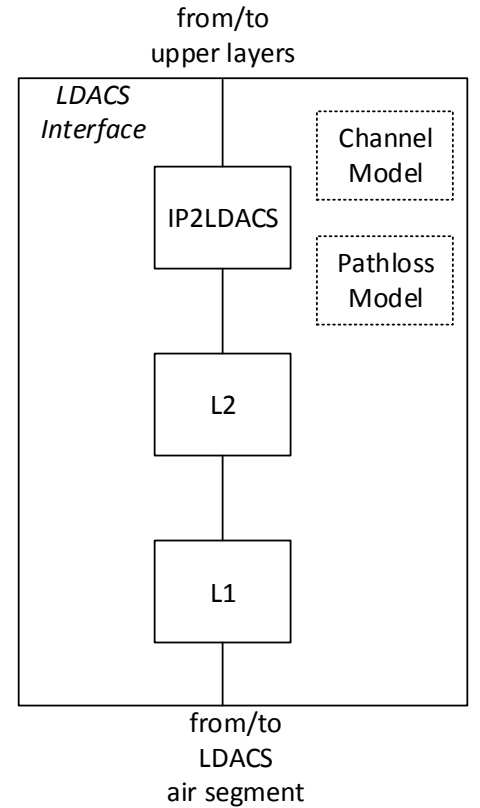 from/to
upper layers
LDACS
Interface
Channel
Model
IP2LDACS
Pathloss
Model
L2
L1
from/to
LDACS
air segment